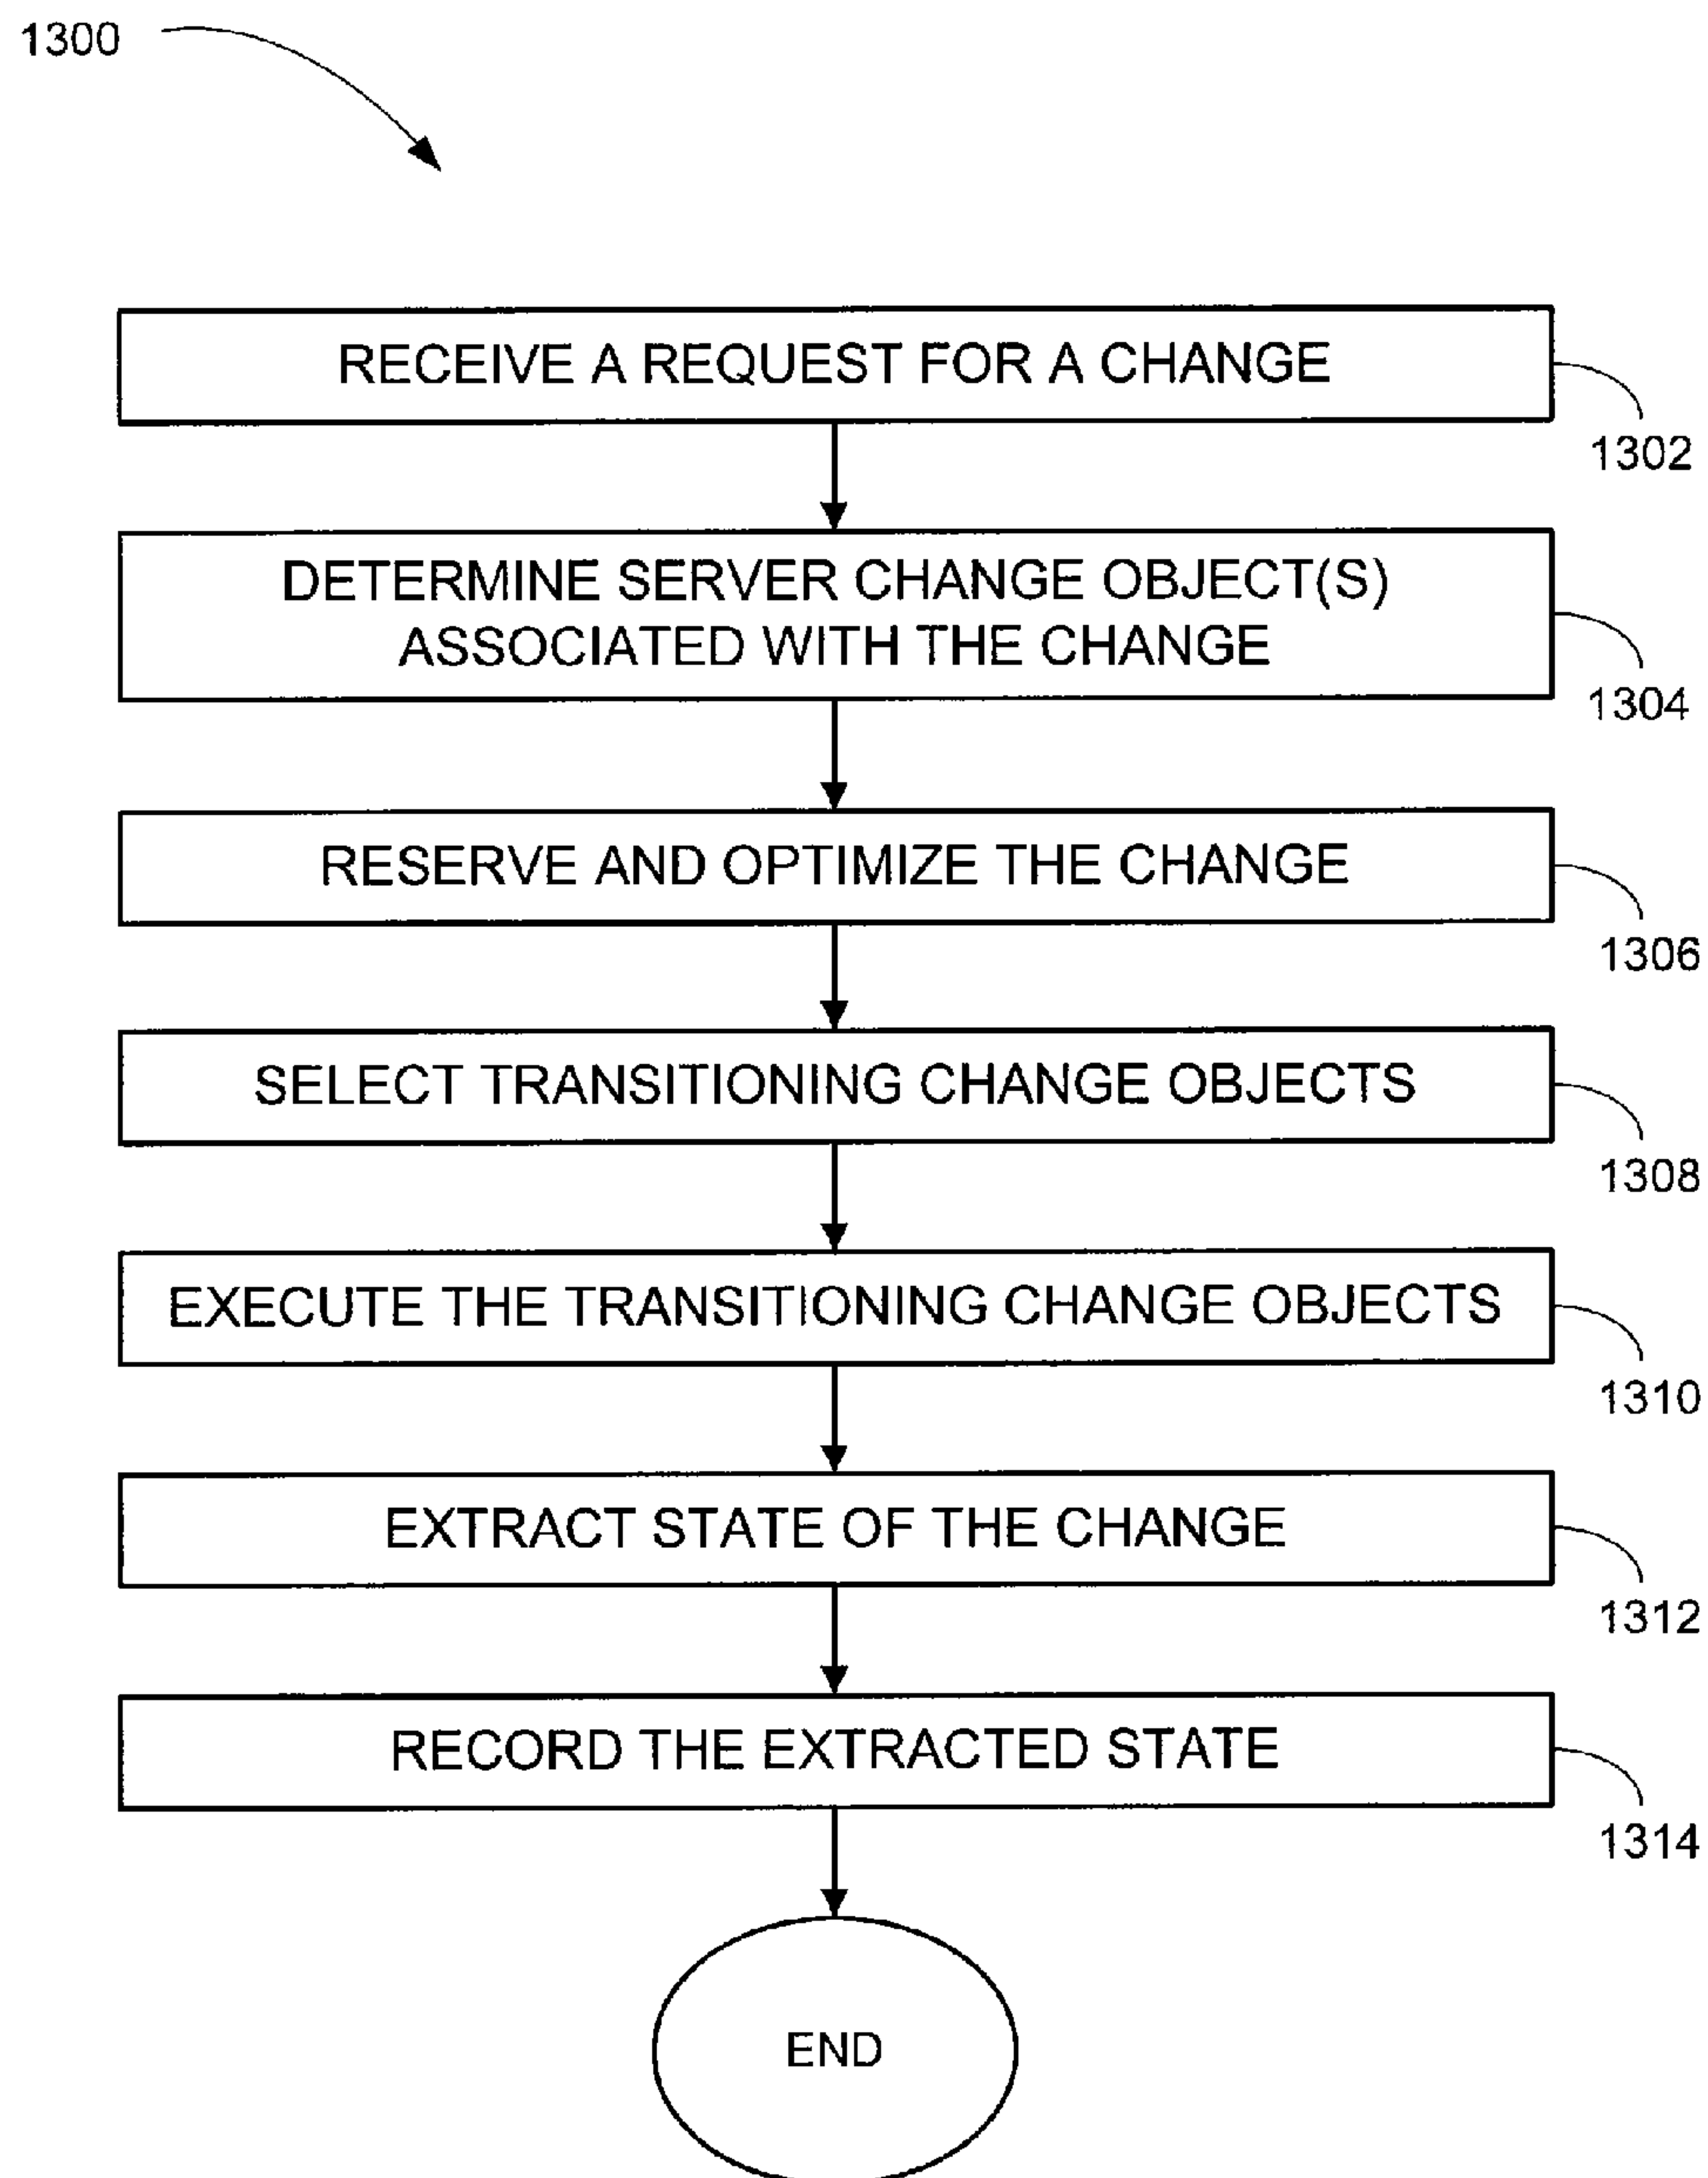 1300
RECEIVE A REQUEST FOR A CHANGE
1302
DETERMINE SERVER CHANGE OBJECT(S)
ASSOCIATED WITH THE CHANGE
1304
RESERVE AND OPTIMIZE THE CHANGE
1306
SELECT TRANSITIONING CHANGE OBJECTS
1308
EXECUTE THE TRANSITIONING CHANGE OBJECTS
1310
EXTRACT STATE OF THE CHANGE
1312
RECORD THE EXTRACTED STATE
1314
END